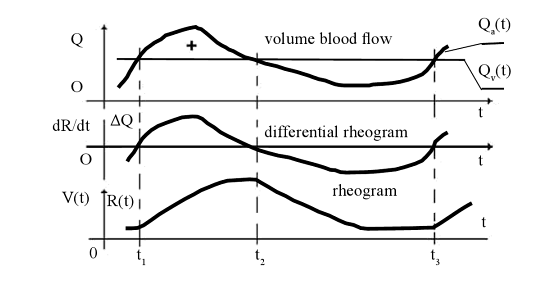 Q
+
volume blood flow
Qa(t)
Qv(t)
O
t
dR/dt
ΔQ
differential rheogram
O
t
V(t)
R(t)
rheogram
t
0
t1
t2
t3